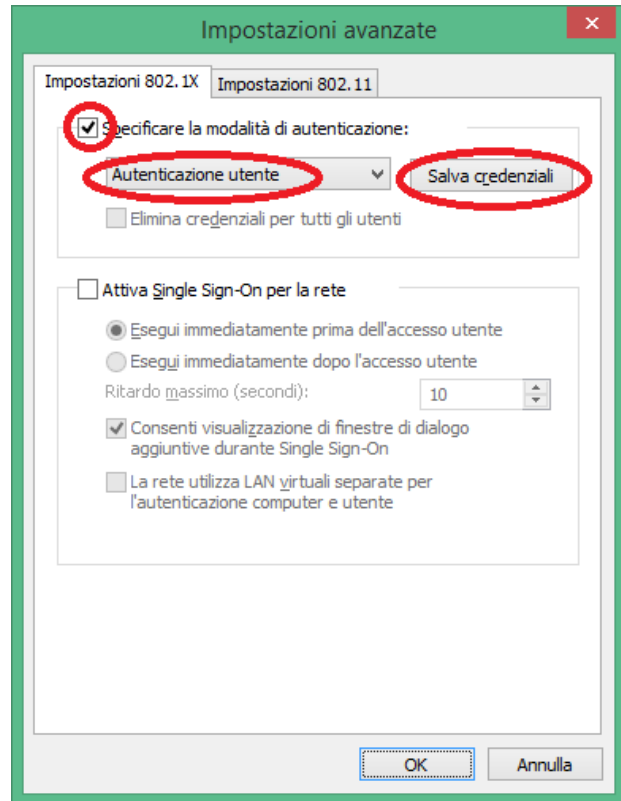 Impostazioni avanzate
Impostazioni 802.1X
Impostazioni 802.11
Specificare la modalità di autenticazione:
Autenticazione utente
Salva credenziali
Elimina credenziali per tutti gli utenti
Attiva Single Sign-On per la rete
Esegui immediatamente prima dell'accesso utente
Esegui immediatamente dopo l'accesso utente
Ritardo massimo (secondi):
10
Consenti visualizzazione di finestre di dialogo
aggiuntive durante Single Sign-On
La rete utilizza LAN virtuali separate per
l'autenticazione computer e utente
OK
Annulla